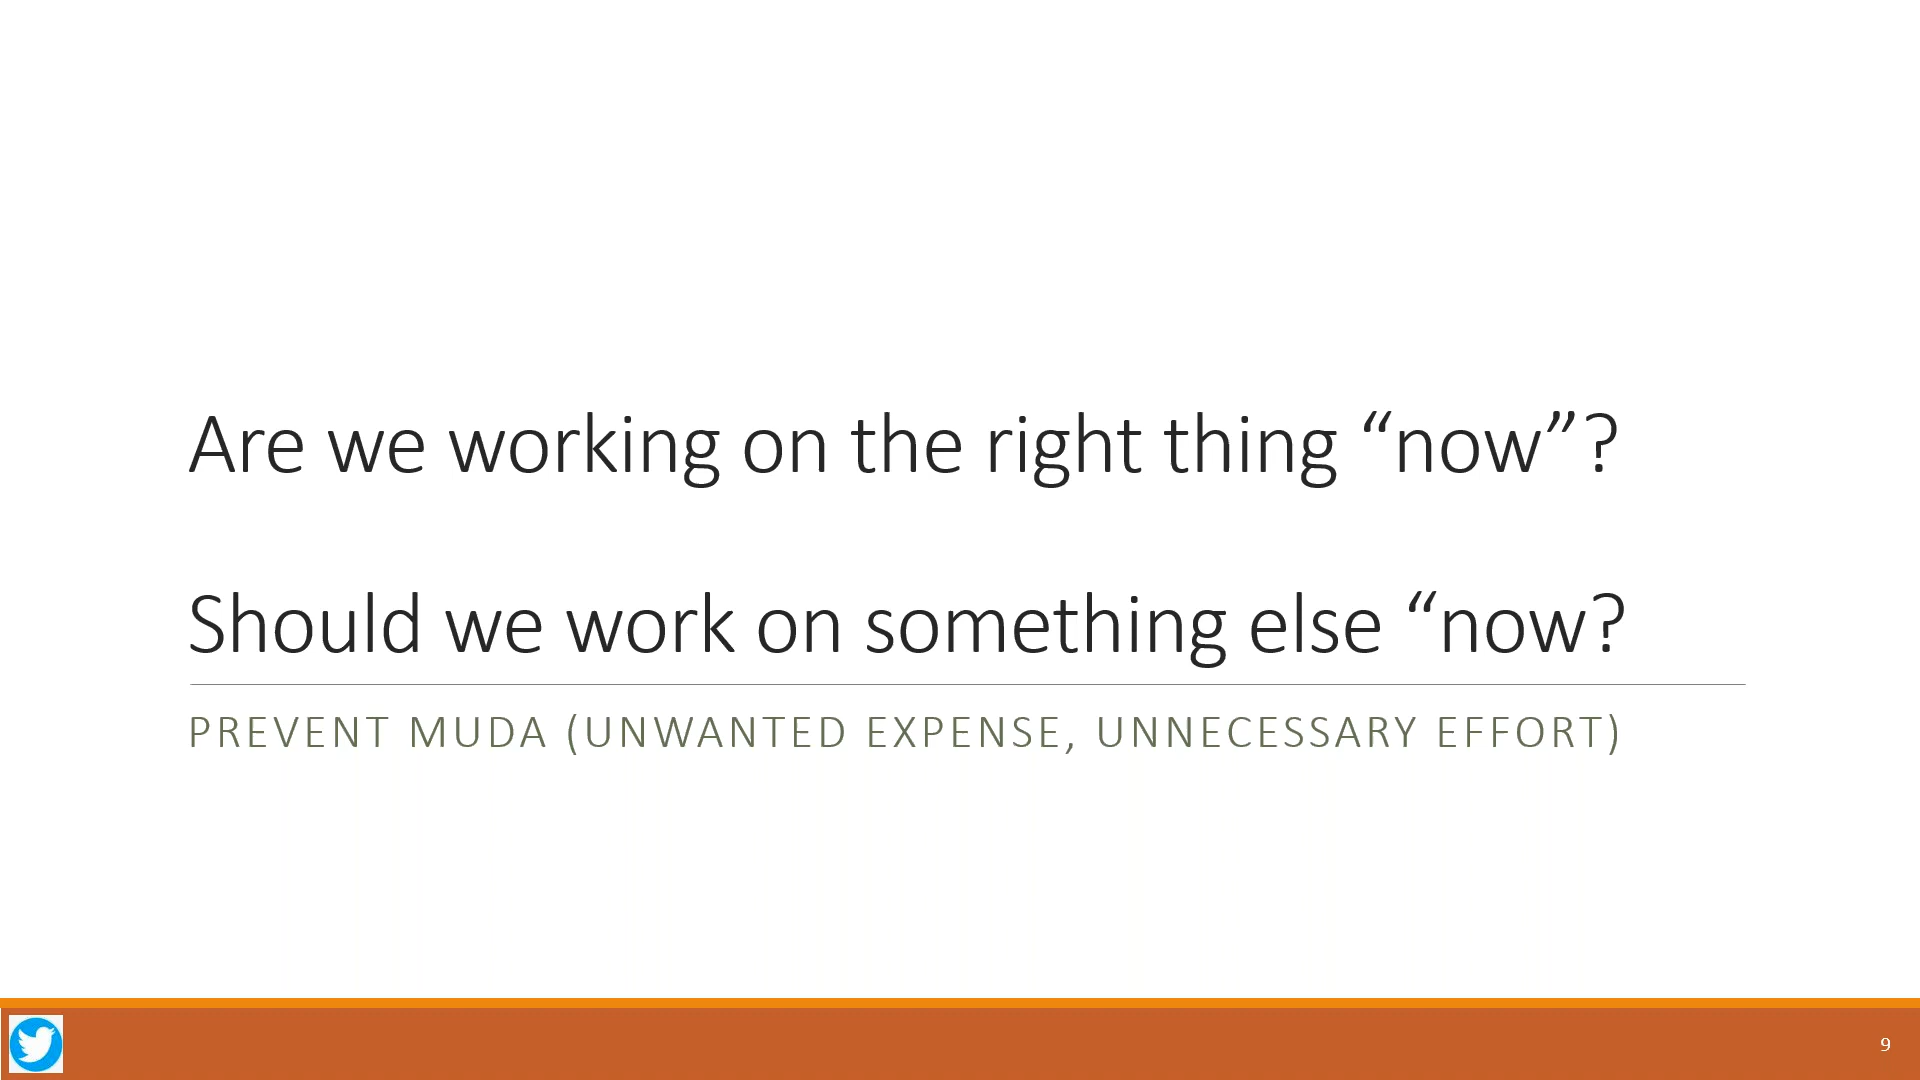 Are we working on the right thing “now”?
Should we work on something else “now?
PREVENT MUDA (UNWANTED EXPENSE, UNNECESSARY EFFORT)
9